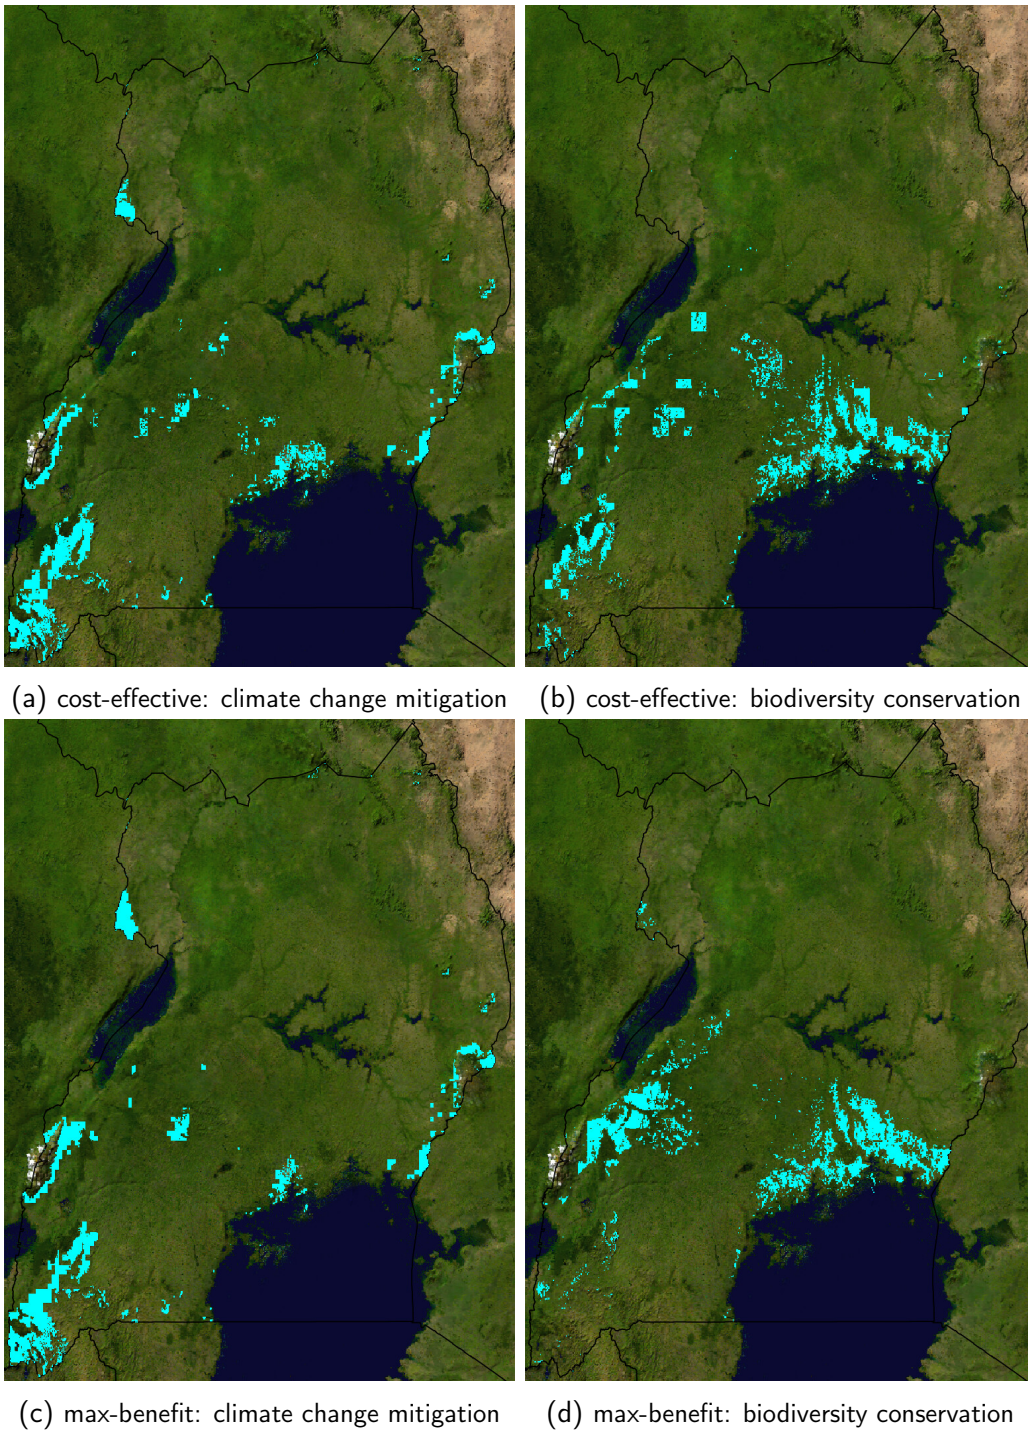 (a) cost-effective: climate change mitigation
(b) cost-effective: biodiversity conservation
(c) max-benefit: climate change mitigation
(d) max-benefit: biodiversity conservation